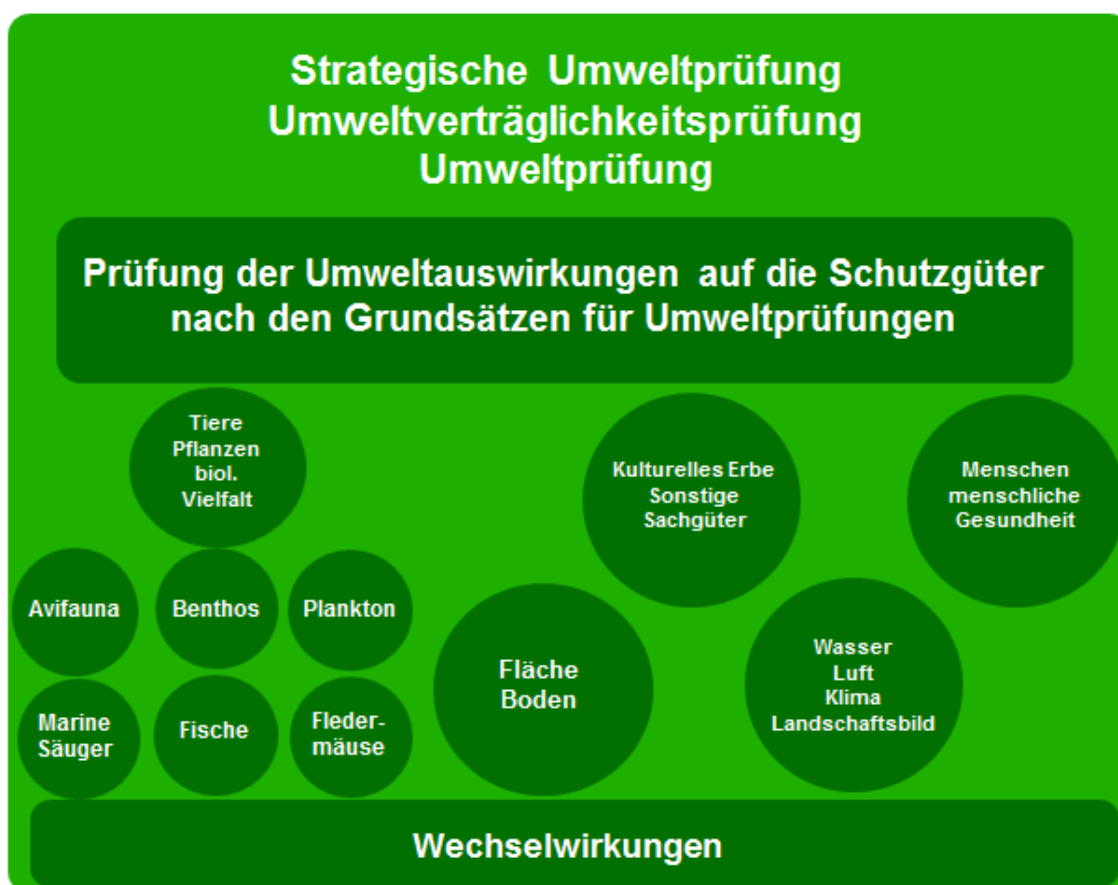 Strategische Umweltprüfung
Umweltverträglichkeitsprüfung
Umweltprüfung
Prüfung der Umweltauswirkungen auf die Schutzgüter
nach den Grundsätzen für Umweltprüfungen
Tiere
Pflanzen
biol.
Vielfalt
Kulturelles Erbe
Sonstige
Sachgüter
Menschen
menschliche
Gesundheit
Avifauna
Benthos
Plankton
Fläche
Boden
Wasser
Luft
Klima
Landschaftsbild
Marine
Säuger
Fische
Fleder-
mäuse
Wechselwirkungen